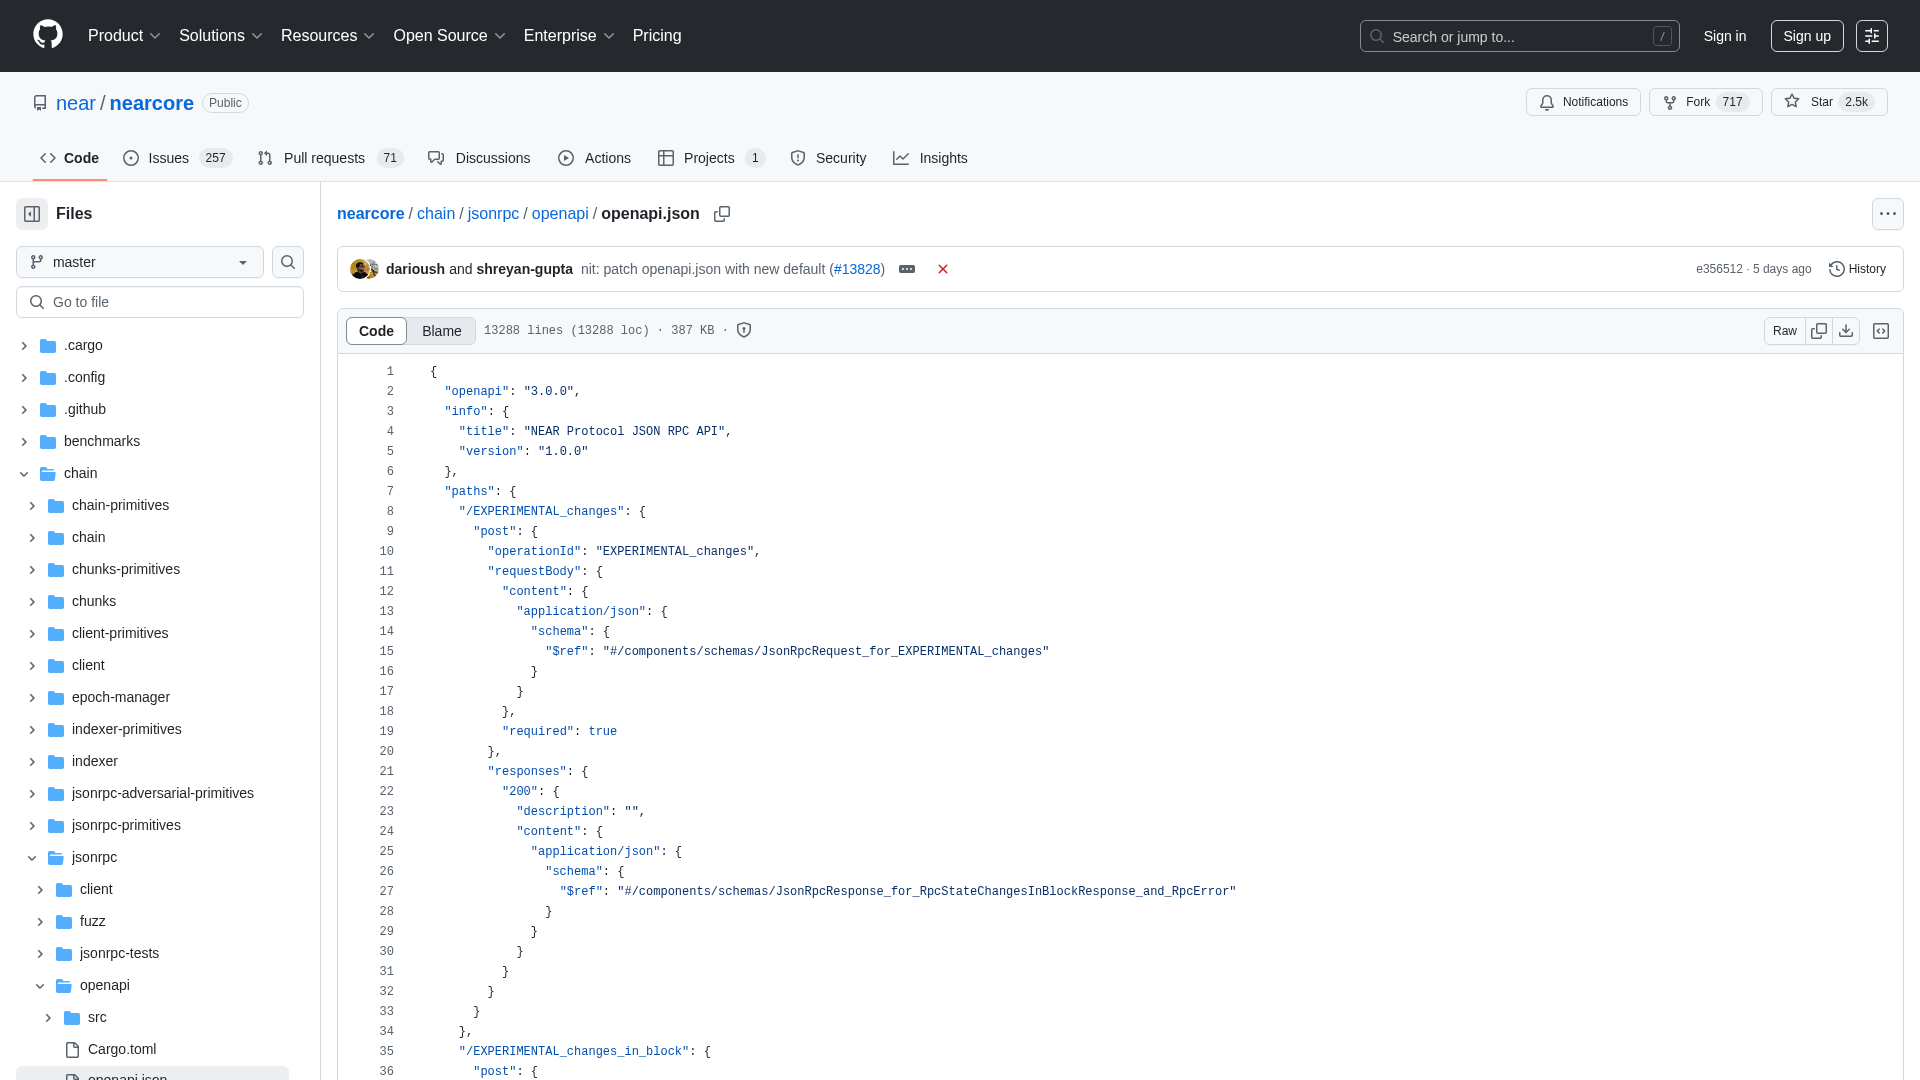 Product
Solutions
Resources
Open Source
Enterprise
Pricing
Search or jump to...
/
Sign in
Sign up
near / nearcore Public
Notifications
Fork 717
Star 2.5k
Code
Issues 257
Pull requests 71
Discussions
Actions
Projects 1
Security
Insights
Files
master
Go to file
.cargo
.config
.github
benchmarks
chain
chain-primitives
chain
chunks-primitives
chunks
client-primitives
client
epoch-manager
indexer-primitives
indexer
jsonrpc-adversarial-primitives
jsonrpc-primitives
jsonrpc
client
fuzz
jsonrpc-tests
openapi
src
Cargo.toml
openapi.json
nearcore / chain / jsonrpc / openapi / openapi.json
darioush and shreyan-gupta nit: patch openapi.json with new default (#13828)
e356512 · 5 days ago
History
Code
Blame
13288 lines (13288 loc) · 387 KB ·
Raw
1 {
2 "openapi": "3.0.0",
3 "info": {
4 "title": "NEAR Protocol JSON RPC API",
5 "version": "1.0.0"
6 },
7 "paths": {
8 "/EXPERIMENTAL_changes": {
9 "post": {
10 "operationId": "EXPERIMENTAL_changes",
11 "requestBody": {
12 "content": {
13 "application/json": {
14 "schema": {
15 "$ref": "#/components/schemas/JsonRpcRequest_for_EXPERIMENTAL_changes"
16 }
17 }
18 },
19 "required": true
20 },
21 "responses": {
22 "200": {
23 "description": "",
24 "content": {
25 "application/json": {
26 "schema": {
27 "$ref": "#/components/schemas/JsonRpcResponse_for_RpcStateChangesInBlockResponse_and_RpcError"
28 }
29 }
30 }
31 }
32 }
33 }
34 },
35 "/EXPERIMENTAL_changes_in_block": {
36 "post": {